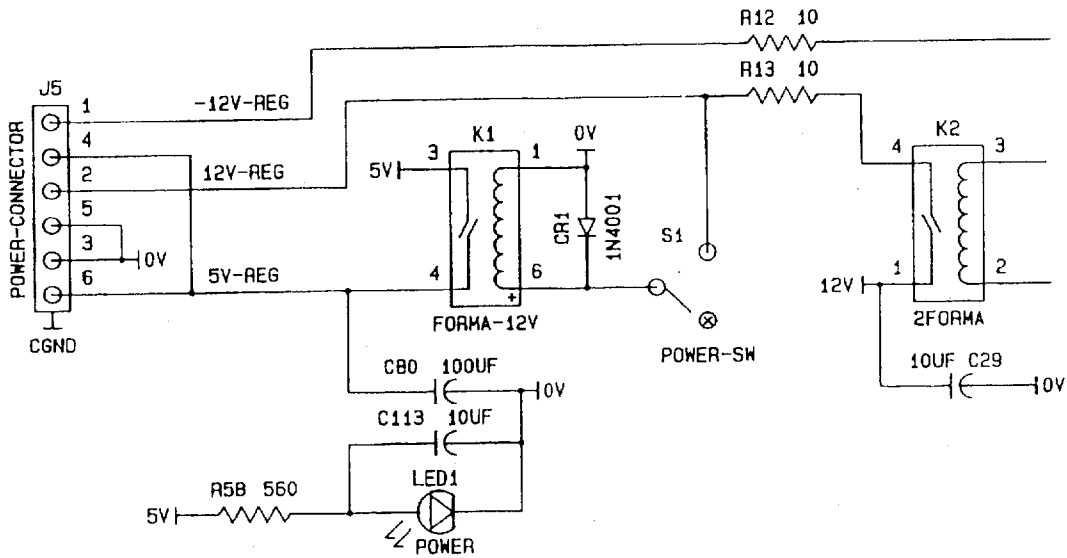 R12 10
R13 10
J5
1
-12V-REG
4
2
12V-REG
5
3
0V
6
5V-REG
CGND
POWER-CONNECTOR
K1
3
1
5V
4
6
+
FORMA-12V
0V
CR1
1N4001
S1
POWER-SW
K2
4
3
1
2
12V
2FORMA
10UF C29
0V
C80 100UF
0V
C113 10UF
LED1
R58 560
5V
POWER